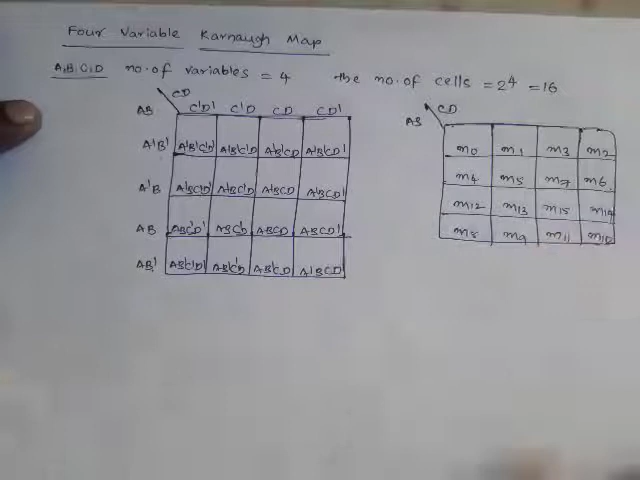 Four Variable Karnaugh Map
A,B,C,D no. of variables = 4 the no. of cells = 2⁴ = 16
CD
AB C'D' C'D CD CD'
A'B' A'B'C'D' A'B'C'D A'B'CD A'B'CD'
A'B A'BC'D' A'BC'D A'BCD A'BCD'
AB ABC'D' ABC'D ABCD ABCD'
AB' AB'C'D' AB'C'D AB'CD A'BCD'
CD
AB
m0 m1 m3 m2
m4 m5 m7 m6
m12 m13 m15 m14
m8 m9 m11 m10